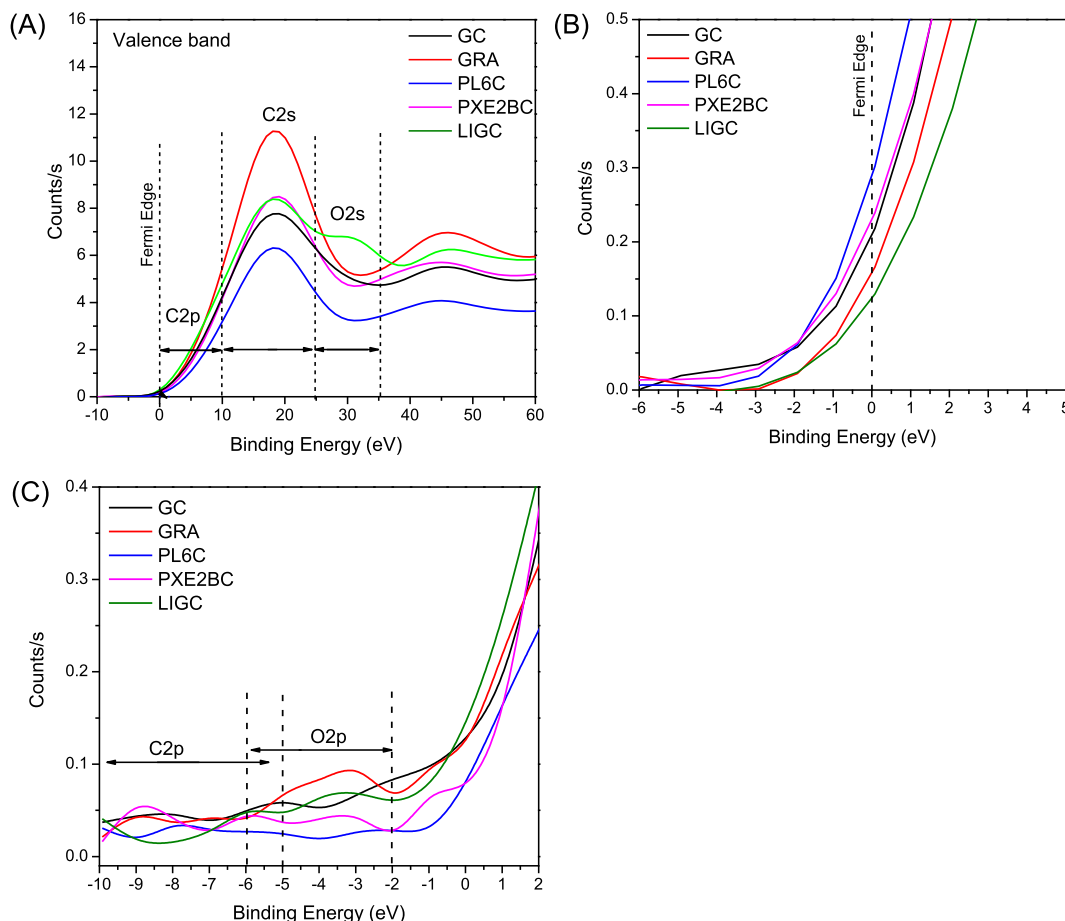 (A)
Valence band
GC
GRA
PL6C
PXE2BC
LIGC
C2s
O2s
C2p
Fermi Edge
Counts/s
16
14
12
10
8
6
4
2
0
-10 0 10 20 30 40 50 60
Binding Energy (eV)
(B)
GC
GRA
PL6C
PXE2BC
LIGC
Fermi Edge
Counts/s
0.5
0.4
0.3
0.2
0.1
0.0
-6 -5 -4 -3 -2 -1 0 1 2 3 4 5
Binding Energy (eV)
(C)
GC
GRA
PL6C
PXE2BC
LIGC
C2p
O2p
Counts/s
0.4
0.3
0.2
0.1
0.0
-10 -9 -8 -7 -6 -5 -4 -3 -2 -1 0 1 2
Binding Energy (eV)